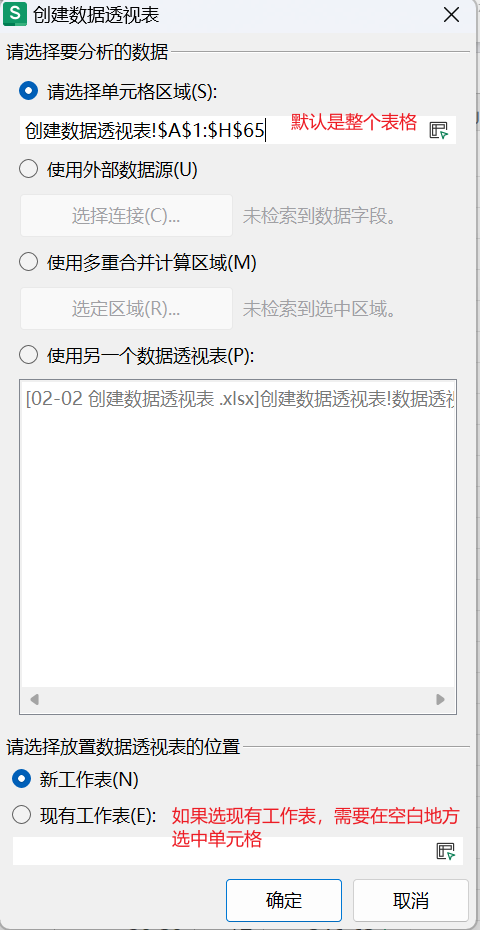 S 创建数据透视表
请选择要分析的数据
请选择单元格区域(S):
创建数据透视表!$A$1:$H$65 默认是整个表格
使用外部数据源(U)
选择连接(C)... 未检索到数据字段。
使用多重合并计算区域(M)
选定区域(R)... 未检索到选中区域。
使用另一个数据透视表(P):
[02-02 创建数据透视表 .xlsx]创建数据透视表!数据透视
请选择放置数据透视表的位置
新工作表(N)
现有工作表(E): 如果选现有工作表，需要在空白地方
选中单元格
确定 取消